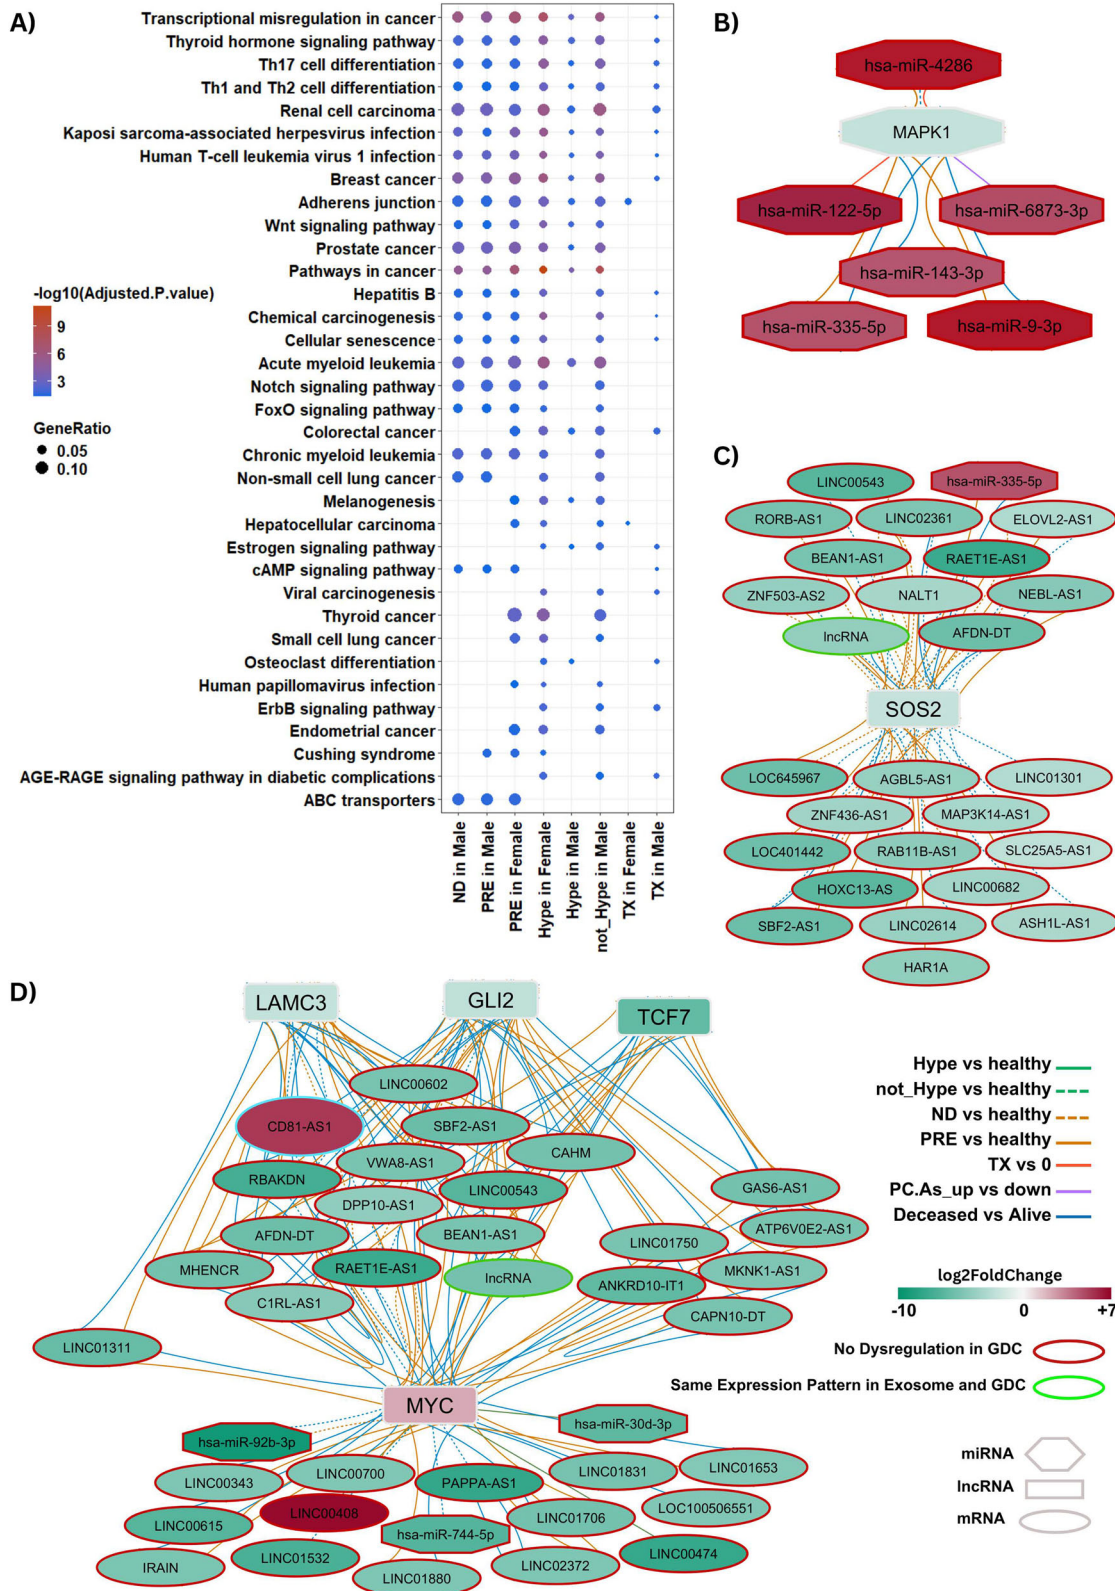 A)
Transcriptional misregulation in cancer
Thyroid hormone signaling pathway
Th17 cell differentiation
Th1 and Th2 cell differentiation
Renal cell carcinoma
Kaposi sarcoma-associated herpesvirus infection
Human T-cell leukemia virus 1 infection
Breast cancer
Adherens junction
Wnt signaling pathway
Prostate cancer
Pathways in cancer
Hepatitis B
Chemical carcinogenesis
Cellular senescence
Acute myeloid leukemia
Notch signaling pathway
FoxO signaling pathway
Colorectal cancer
Chronic myeloid leukemia
Non-small cell lung cancer
Melanogenesis
Hepatocellular carcinoma
Estrogen signaling pathway
cAMP signaling pathway
Viral carcinogenesis
Thyroid cancer
Small cell lung cancer
Osteoclast differentiation
Human papillomavirus infection
ErbB signaling pathway
Endometrial cancer
Cushing syndrome
AGE-RAGE signaling pathway in diabetic complications
ABC transporters
-log10(Adjusted.P.value)
9
6
3
GeneRatio
0.05
0.10
ND in Male
PRE in Male
PRE in Female
Hype in Female
Hype in Male
not_Hype in Male
TX in Female
TX in Male
B)
hsa-miR-4286
MAPK1
hsa-miR-122-5p
hsa-miR-6873-3p
hsa-miR-143-3p
hsa-miR-335-5p
hsa-miR-9-3p
C)
LINC00543
hsa-miR-335-5p
RORB-AS1
LINC02361
ELOVL2-AS1
BEAN1-AS1
RAET1E-AS1
ZNF503-AS2
NALT1
NEBL-AS1
lncRNA
AFDN-DT
SOS2
LOC645967
AGBL5-AS1
LINC01301
ZNF436-AS1
MAP3K14-AS1
LOC401442
RAB11B-AS1
SLC25A5-AS1
HOXC13-AS
LINC00682
SBF2-AS1
LINC02614
ASH1L-AS1
HAR1A
D)
LAMC3
GLI2
TCF7
LINC00602
CD81-AS1
SBF2-AS1
VWA8-AS1
CAHM
RBAKDN
LINC00543
GAS6-AS1
DPP10-AS1
ATP6V0E2-AS1
AFDN-DT
BEAN1-AS1
LINC01750
MHENCR
RAET1E-AS1
lncRNA
ANKRD10-IT1
MKNK1-AS1
C1RL-AS1
CAPN10-DT
LINC01311
MYC
hsa-miR-92b-3p
hsa-miR-30d-3p
LINC00343
LINC00700
PAPPA-AS1
LINC01831
LINC01653
LINC00615
LINC00408
hsa-miR-744-5p
LINC01706
LOC100506551
IRAIN
LINC01532
LINC01880
LINC02372
LINC00474
Hype vs healthy
not_Hype vs healthy
ND vs healthy
PRE vs healthy
TX vs 0
PC.As_up vs down
Deceased vs Alive
log2FoldChange
-10
0
+7
No Dysregulation in GDC
Same Expression Pattern in Exosome and GDC
miRNA
lncRNA
mRNA